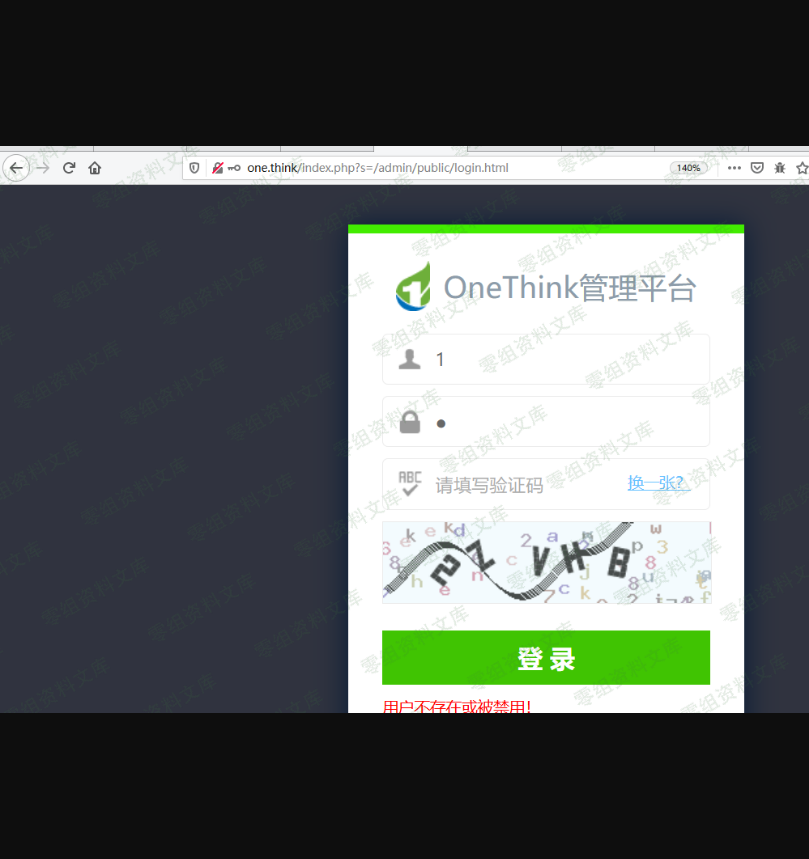 one.think/index.php?s=/admin/public/login.html
140%
OneThink管理平台
1
ABC
请填写验证码
换一张?
2ZVHB
登录
用户不存在或被禁用!
零组资料文库